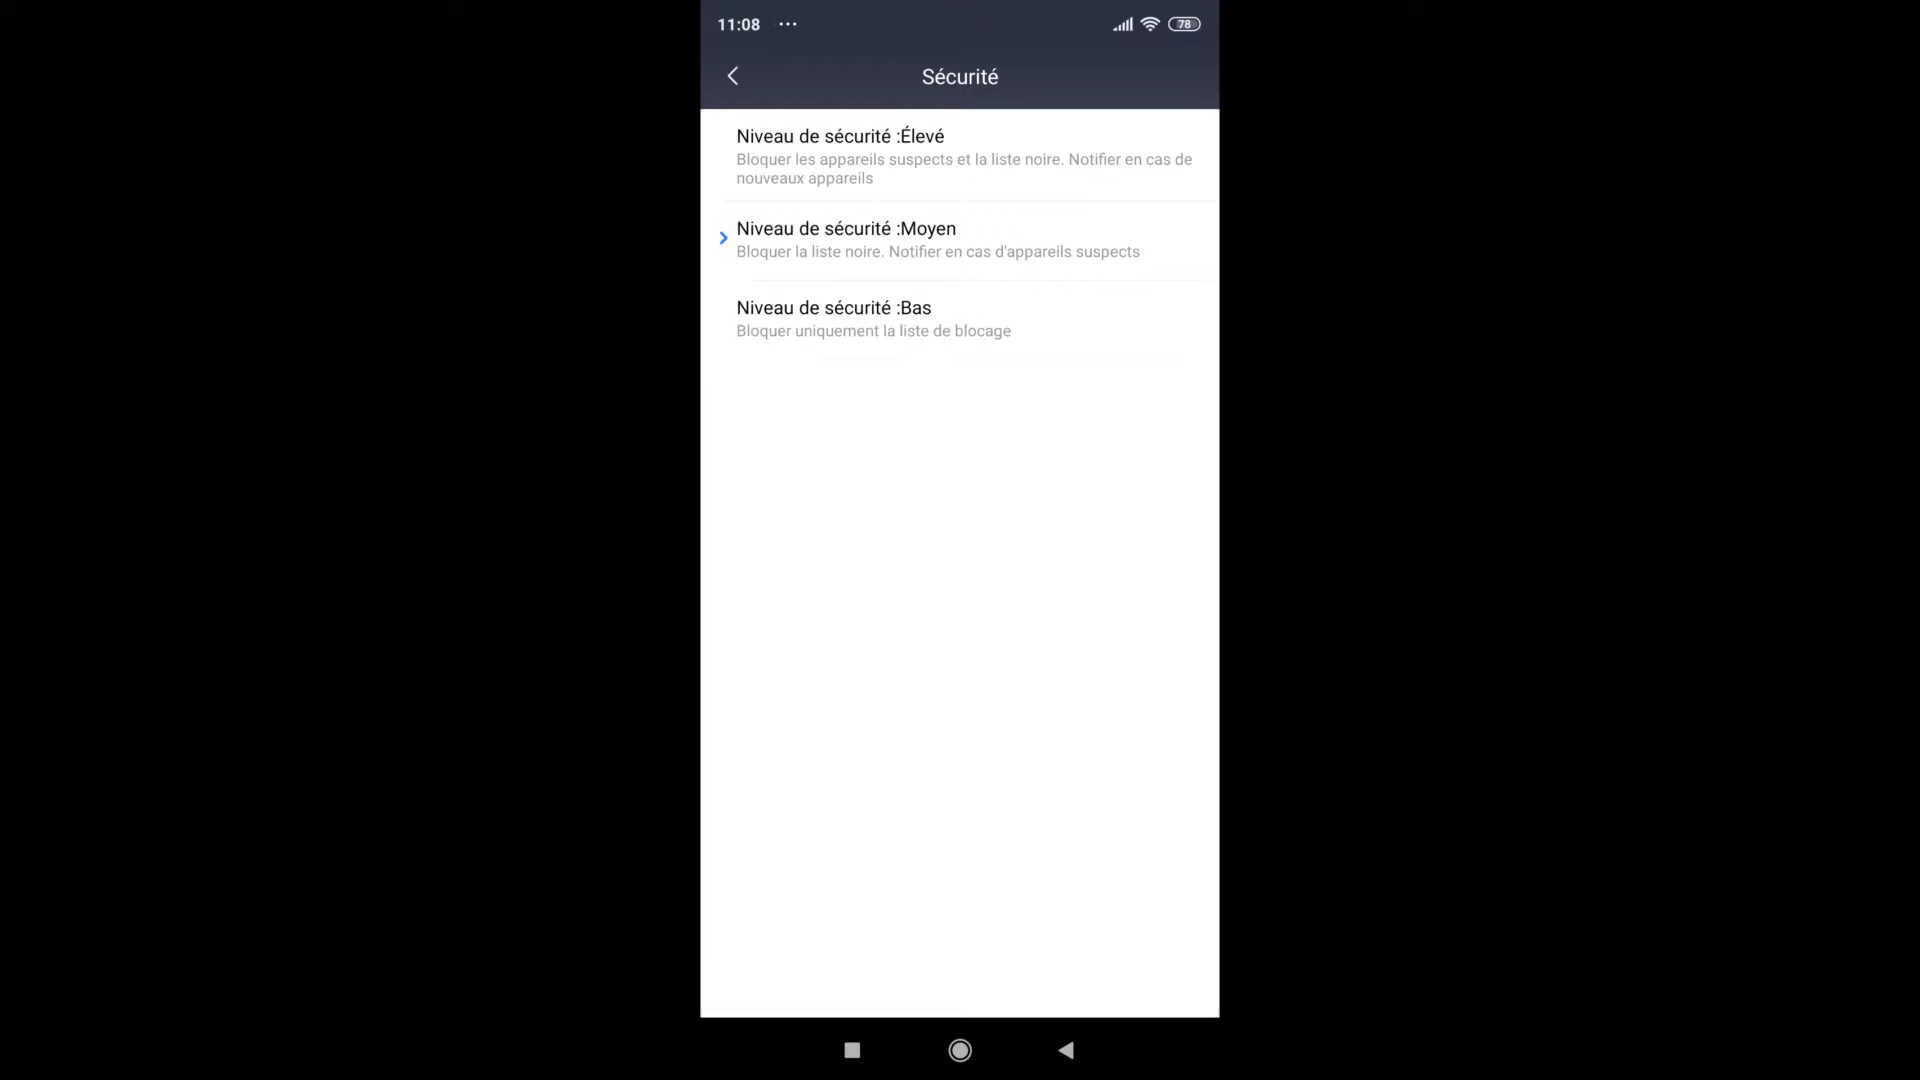 11:08 ...
78
Sécurité
Niveau de sécurité :Élevé
Bloquer les appareils suspects et la liste noire. Notifier en cas de
nouveaux appareils
Niveau de sécurité :Moyen
Bloquer la liste noire. Notifier en cas d'appareils suspects
Niveau de sécurité :Bas
Bloquer uniquement la liste de blocage